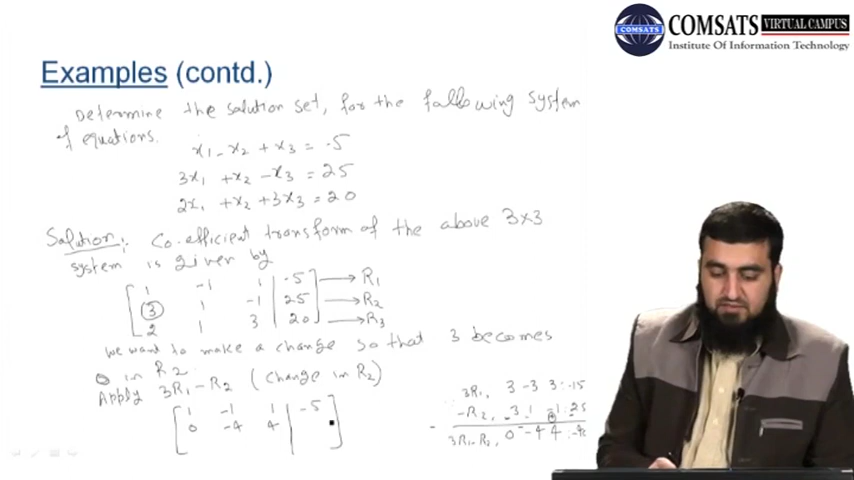 COMSATS VIRTUAL CAMPUS
Institute Of Information Technology
Examples (contd.)
Determine the solution set, for the following system
of equations.
x1 - x2 + x3 = -5
3x1 + x2 - x3 = 25
2x1 + x2 + 3x3 = 20
Solution: Co-efficient transform of the above 3x3
system is given by
1 -1 1 | -5 → R1
3 1 -1 | 25 → R2
2 1 3 | 20 → R3
we want to make a change so that 3 becomes
0 in R2.
Apply 3R1 - R2 (change in R2)
1 -1 1 | -5
0 -4 4 |
3R1, 3 -3 3 : -15
-R2, 3 1 -1 : 25
3R1-R2, 0 -4 4 : -40